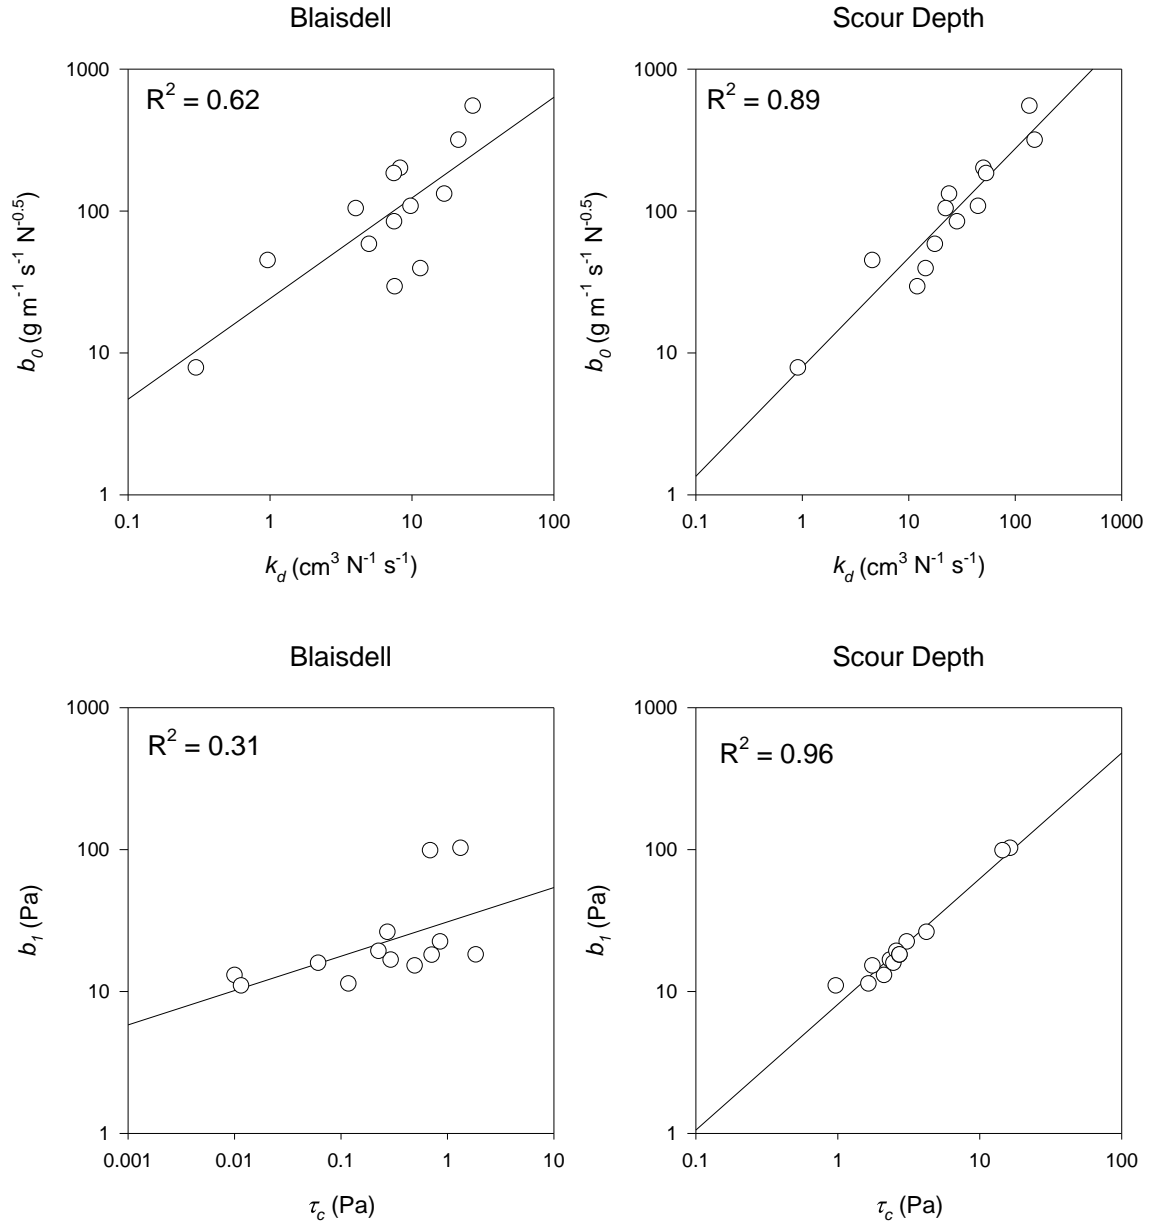 Blaisdell
Scour Depth
R² = 0.62
R² = 0.89
1000
100
10
1
b₀ (g m⁻¹ s⁻¹ N⁻⁰·⁵)
0.1
1
10
100
k_d (cm³ N⁻¹ s⁻¹)
1000
100
10
1
b₀ (g m⁻¹ s⁻¹ N⁻⁰·⁵)
0.1
1
10
100
1000
k_d (cm³ N⁻¹ s⁻¹)
Blaisdell
Scour Depth
R² = 0.31
R² = 0.96
1000
100
10
1
b₁ (Pa)
0.001
0.01
0.1
1
10
τ_c (Pa)
1000
100
10
1
b₁ (Pa)
0.1
1
10
100
τ_c (Pa)